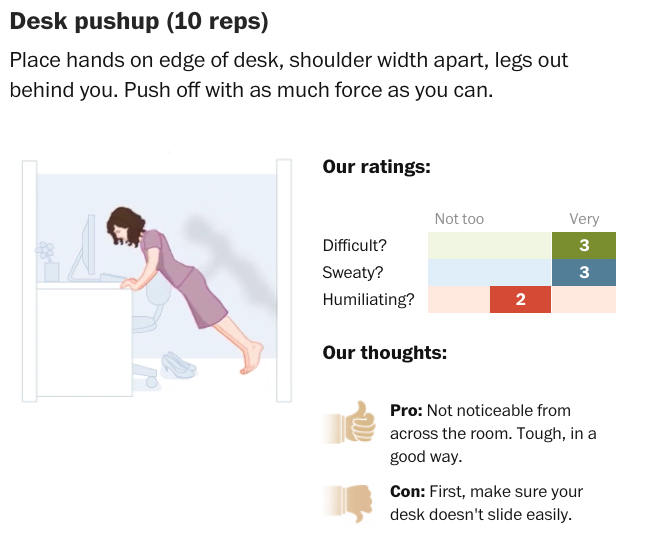 Desk pushup (10 reps)
Place hands on edge of desk, shoulder width apart, legs out
behind you. Push off with as much force as you can.
Our ratings:
Not too Very
Difficult? 3
Sweaty? 3
Humiliating? 2
Our thoughts:
Pro: Not noticeable from
across the room. Tough, in a
good way.
Con: First, make sure your
desk doesn't slide easily.